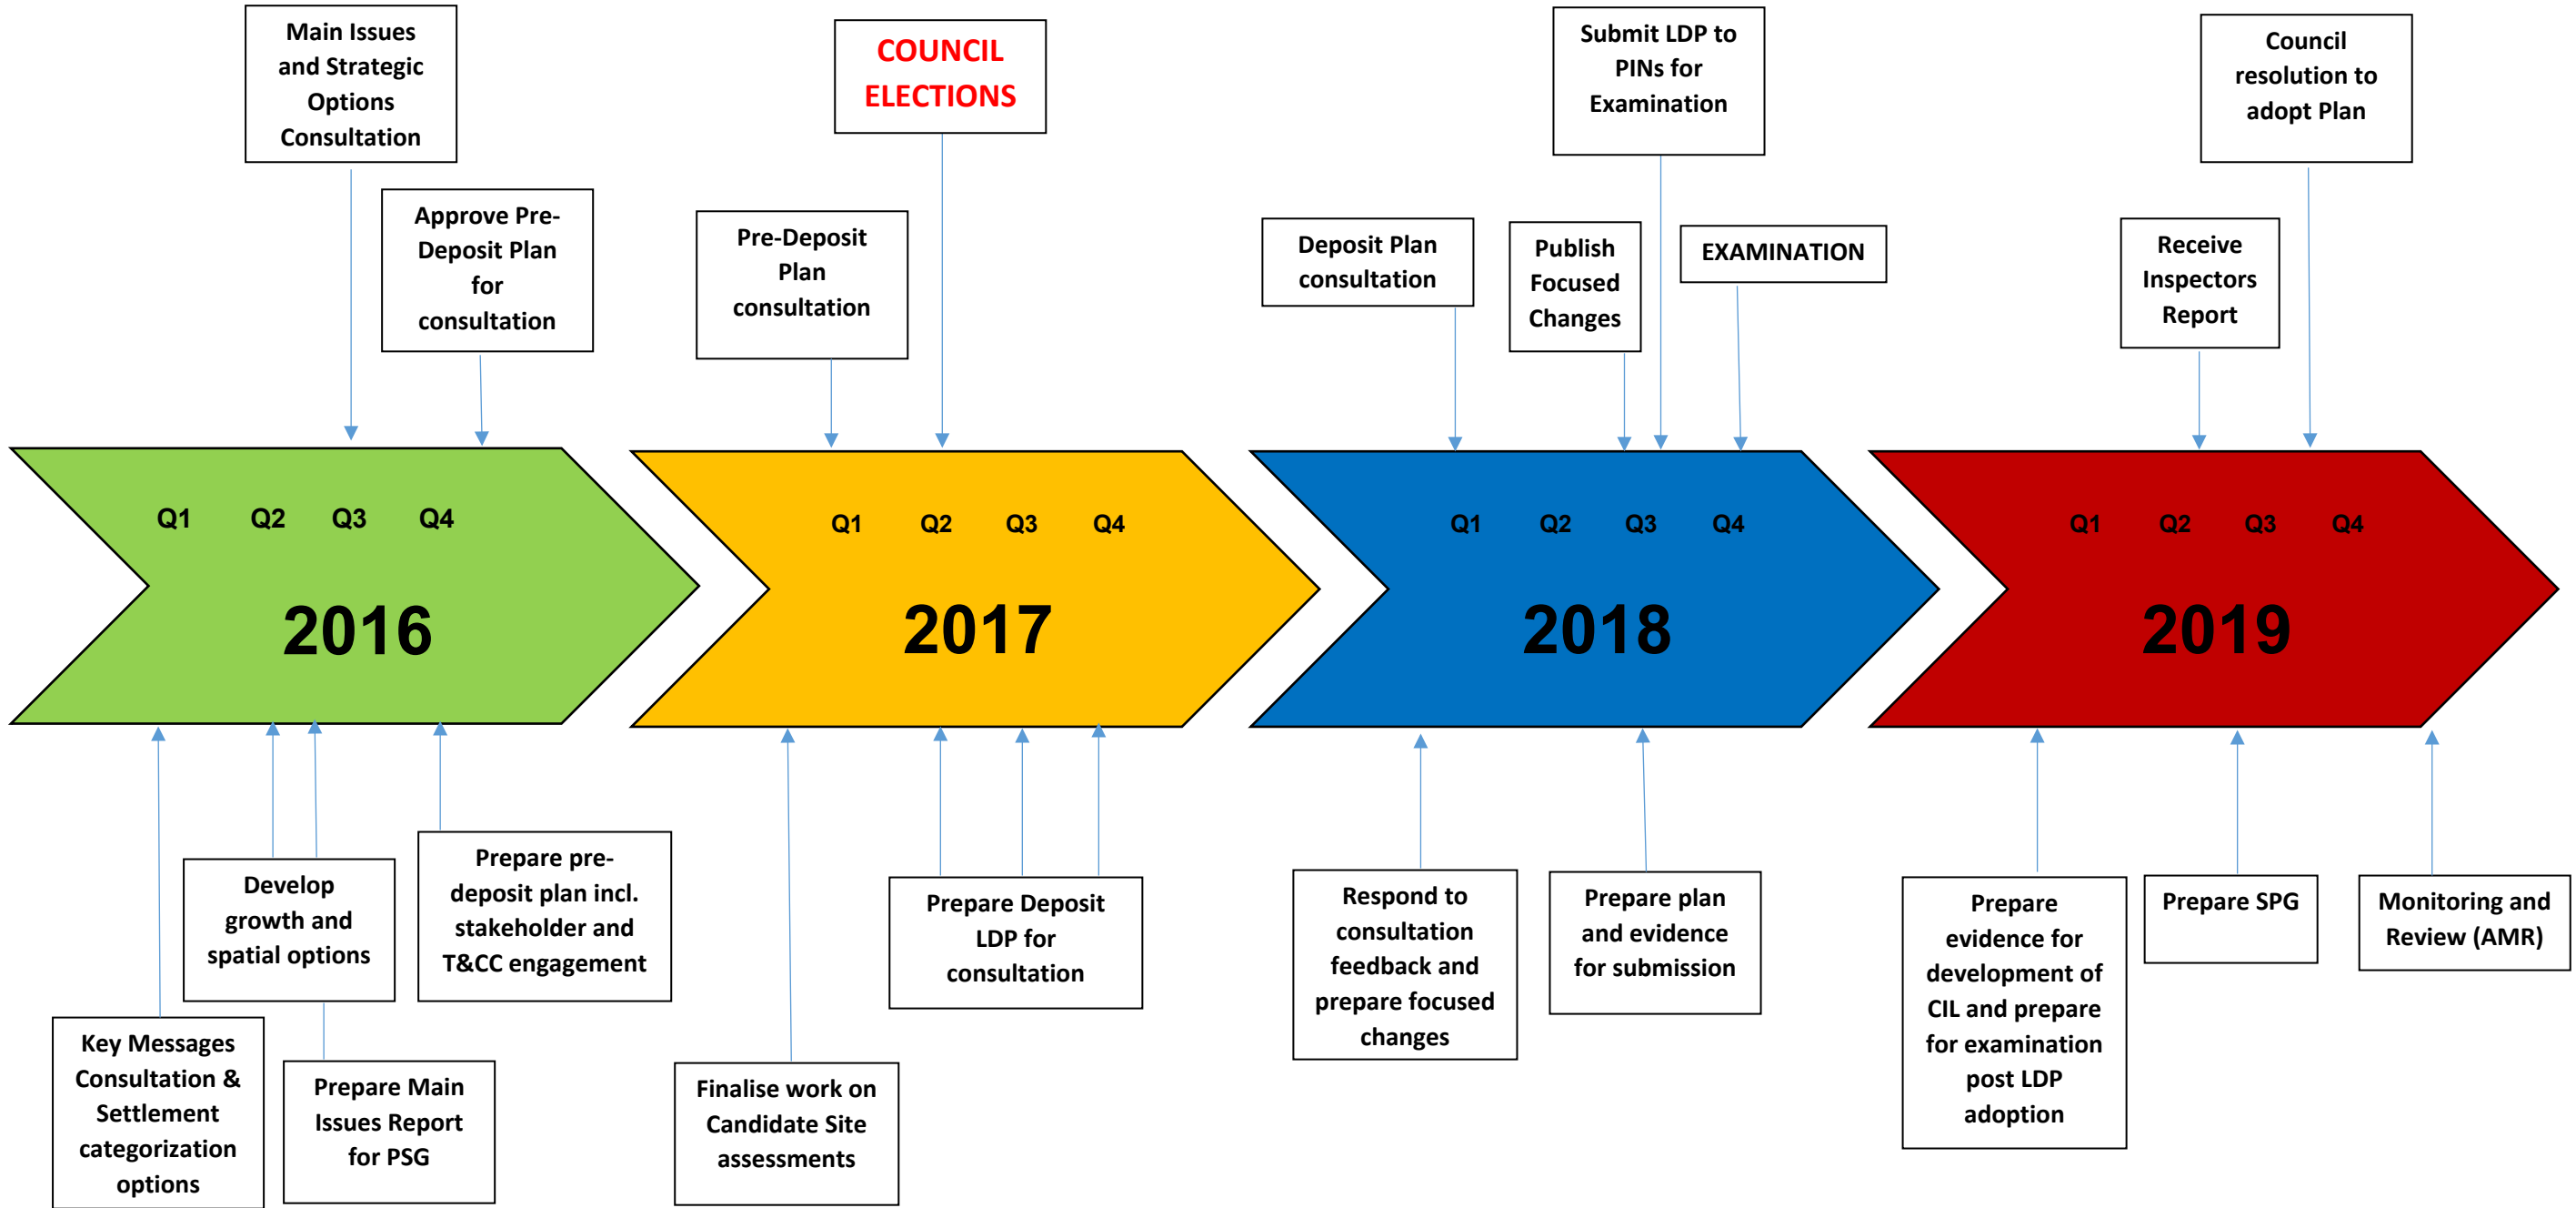 Main Issues
and Strategic
Options
Consultation
Approve Pre-
Deposit Plan
for
consultation
Pre-Deposit
Plan
consultation
COUNCIL
ELECTIONS
Deposit Plan
consultation
Publish
Focused
Changes
Submit LDP to
PINs for
Examination
EXAMINATION
Receive
Inspectors
Report
Council
resolution to
adopt Plan
Q1 Q2 Q3 Q4
2016
Q1 Q2 Q3 Q4
2017
Q1 Q2 Q3 Q4
2018
Q1 Q2 Q3 Q4
2019
Key Messages
Consultation &
Settlement
categorization
options
Develop
growth and
spatial options
Prepare Main
Issues Report
for PSG
Prepare pre-
deposit plan incl.
stakeholder and
T&CC engagement
Finalise work on
Candidate Site
assessments
Prepare Deposit
LDP for
consultation
Respond to
consultation
feedback and
prepare focused
changes
Prepare plan
and evidence
for submission
Prepare
evidence for
development of
CIL and prepare
for examination
post LDP
adoption
Prepare SPG
Monitoring and
Review (AMR)